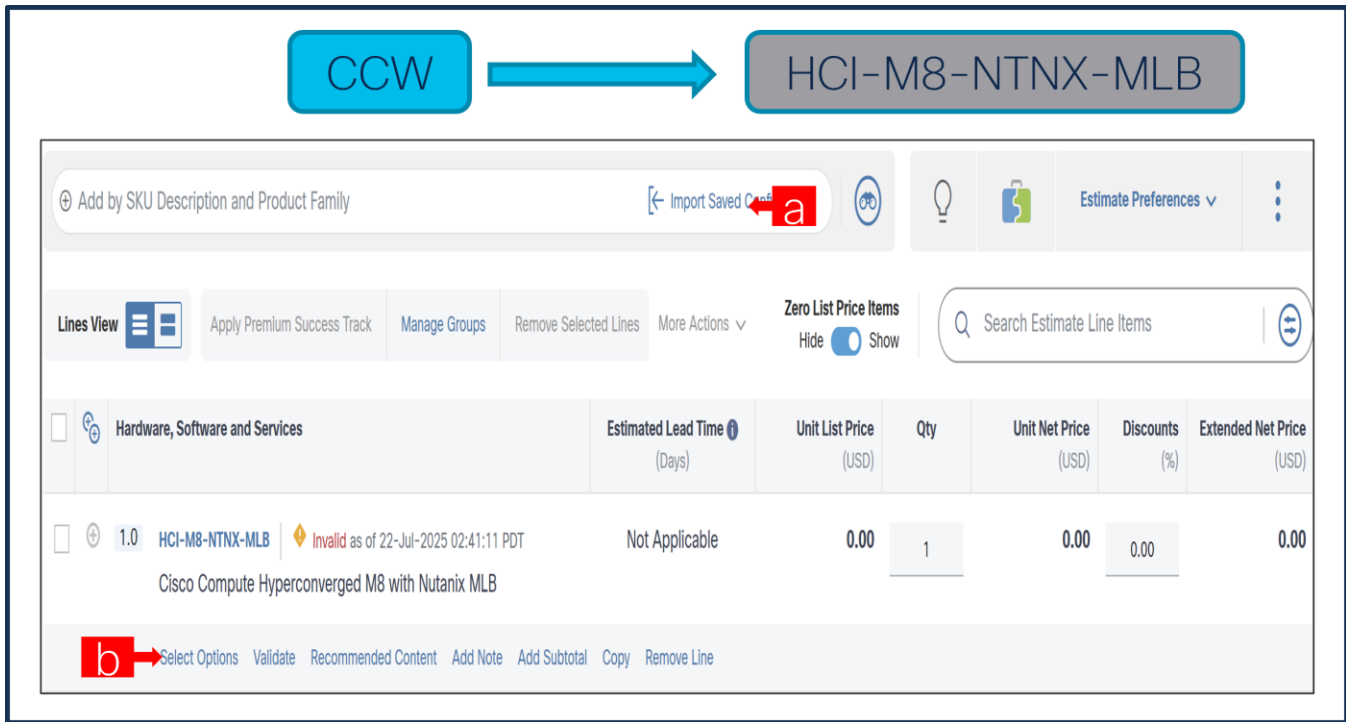 CCW
HCI-M8-NTNX-MLB
Add by SKU Description and Product Family
Import Saved
a
Estimate Preferences
Lines View
Apply Premium Success Track
Manage Groups
Remove Selected Lines
More Actions
Zero List Price Items
Hide Show
Search Estimate Line Items
Hardware, Software and Services
Estimated Lead Time
(Days)
Unit List Price
(USD)
Qty
Unit Net Price
(USD)
Discounts
(%)
Extended Net Price
(USD)
1.0 HCI-M8-NTNX-MLB Invalid as of 22-Jul-2025 02:41:11 PDT
Not Applicable
0.00
1
0.00
0.00
0.00
Cisco Compute Hyperconverged M8 with Nutanix MLB
b
Select Options Validate Recommended Content Add Note Add Subtotal Copy Remove Line